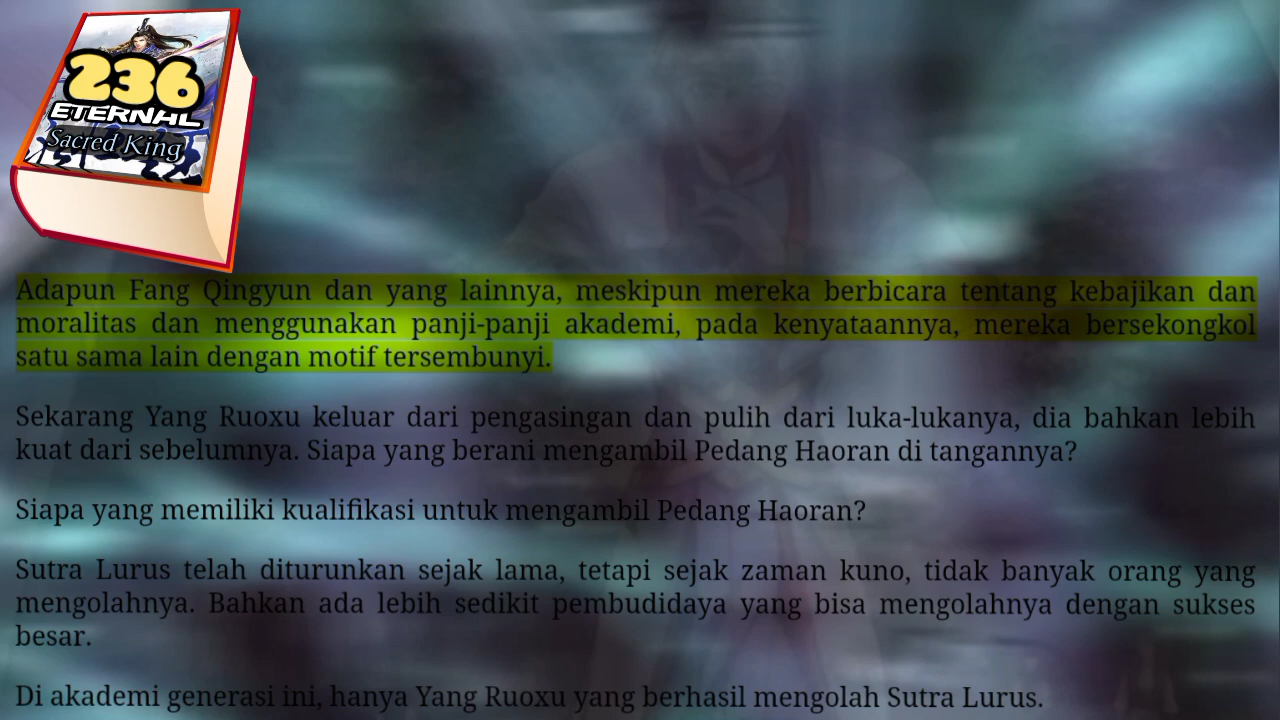 236
ETERNAL
Sacred King
Adapun Fang Qingyun dan yang lainnya, meskipun mereka berbicara tentang kebajikan dan
moralitas dan menggunakan panji-panji akademi, pada kenyataannya, mereka bersekongkol
satu sama lain dengan motif tersembunyi.
Sekarang Yang Ruoxu keluar dari pengasingan dan pulih dari luka-lukanya, dia bahkan lebih
kuat dari sebelumnya. Siapa yang berani mengambil Pedang Haoran di tangannya?
Siapa yang memiliki kualifikasi untuk mengambil Pedang Haoran?
Sutra Lurus telah diturunkan sejak lama, tetapi sejak zaman kuno, tidak banyak orang yang
mengolahnya. Bahkan ada lebih sedikit pembudidaya yang bisa mengolahnya dengan sukses
besar.
Di akademi generasi ini, hanya Yang Ruoxu yang berhasil mengolah Sutra Lurus.